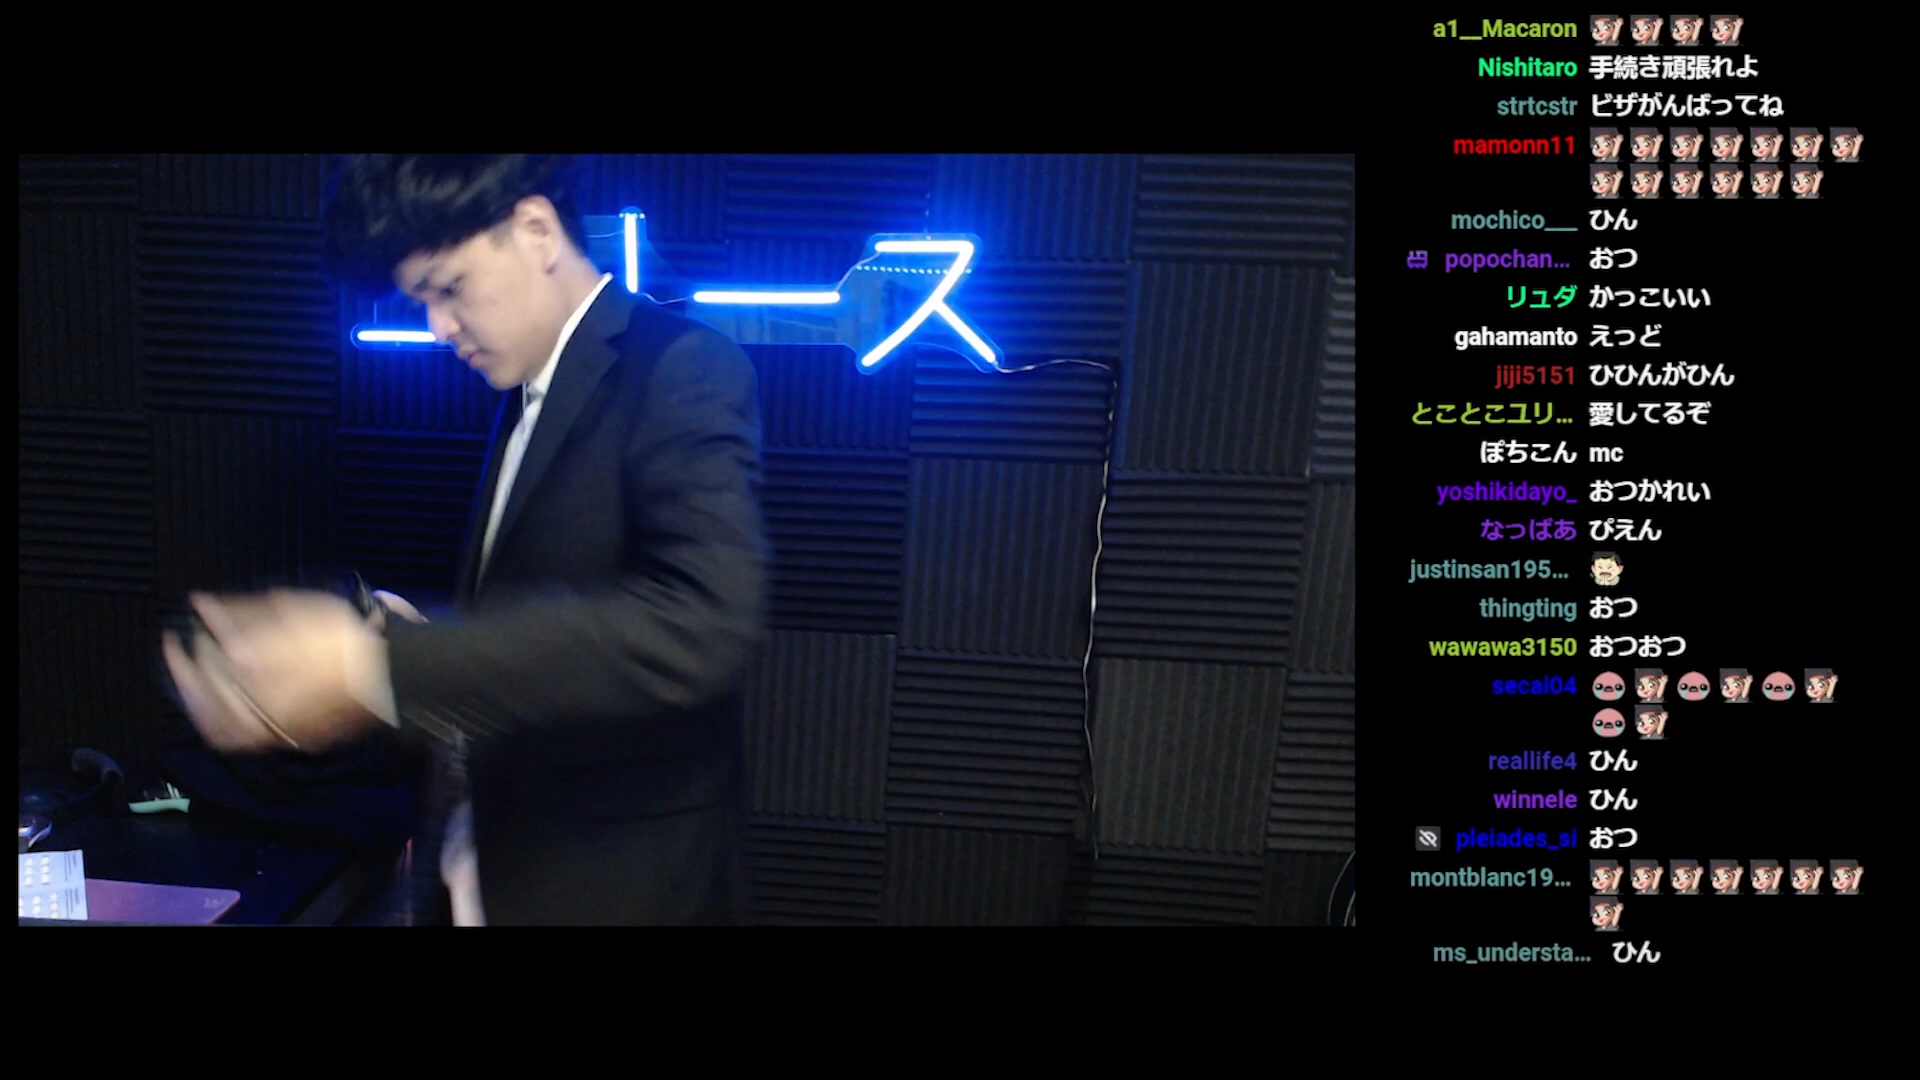 a1__Macaron
Nishitaro 手続き頑張れよ
strtcstr ビザがんばってね
mamonn11
mochico___ ひん
popochan... おつ
リュダ かっこいい
gahamanto えっど
jiji5151 ひひんがひん
とことこユリ... 愛してるぞ
ぽちこん mc
yoshikidayo_ おつかれい
なっぱあ ぴえん
justinsan195...
thingting おつ
wawawa3150 おつおつ
secal04
reallife4 ひん
winnele ひん
pleiades_si おつ
montblanc19...
ms_understa... ひん
ース